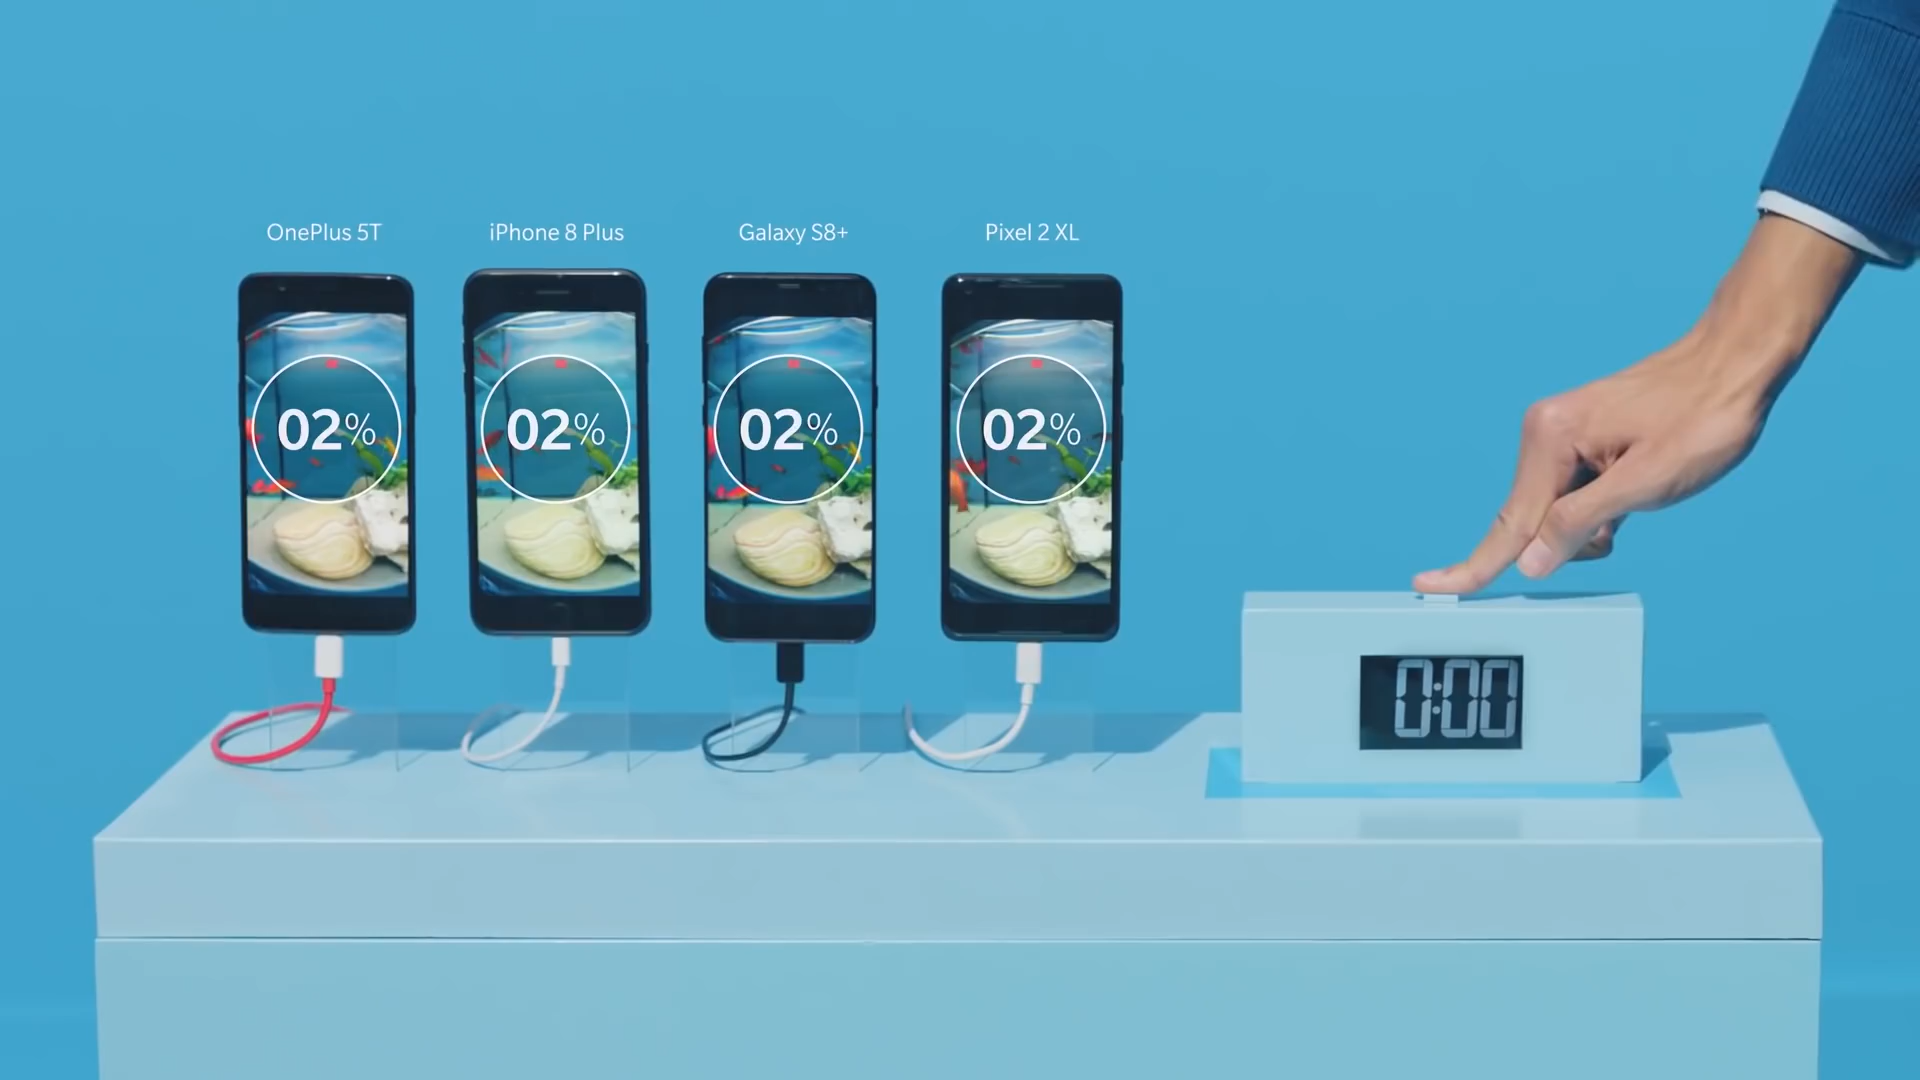 OnePlus 5T
iPhone 8 Plus
Galaxy S8+
Pixel 2 XL
02%
02%
02%
02%
0:00